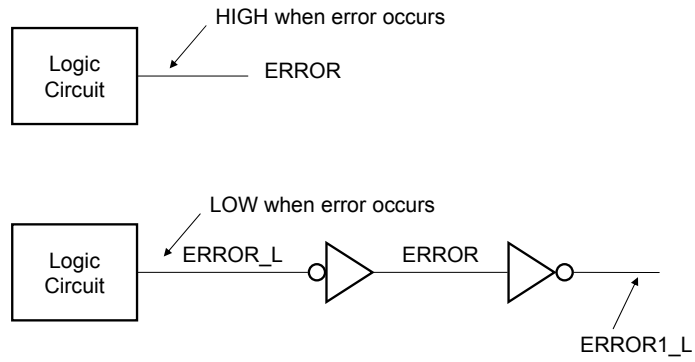 HIGH when error occurs
Logic
Circuit
ERROR
LOW when error occurs
Logic
Circuit
ERROR_L
ERROR
ERROR1_L